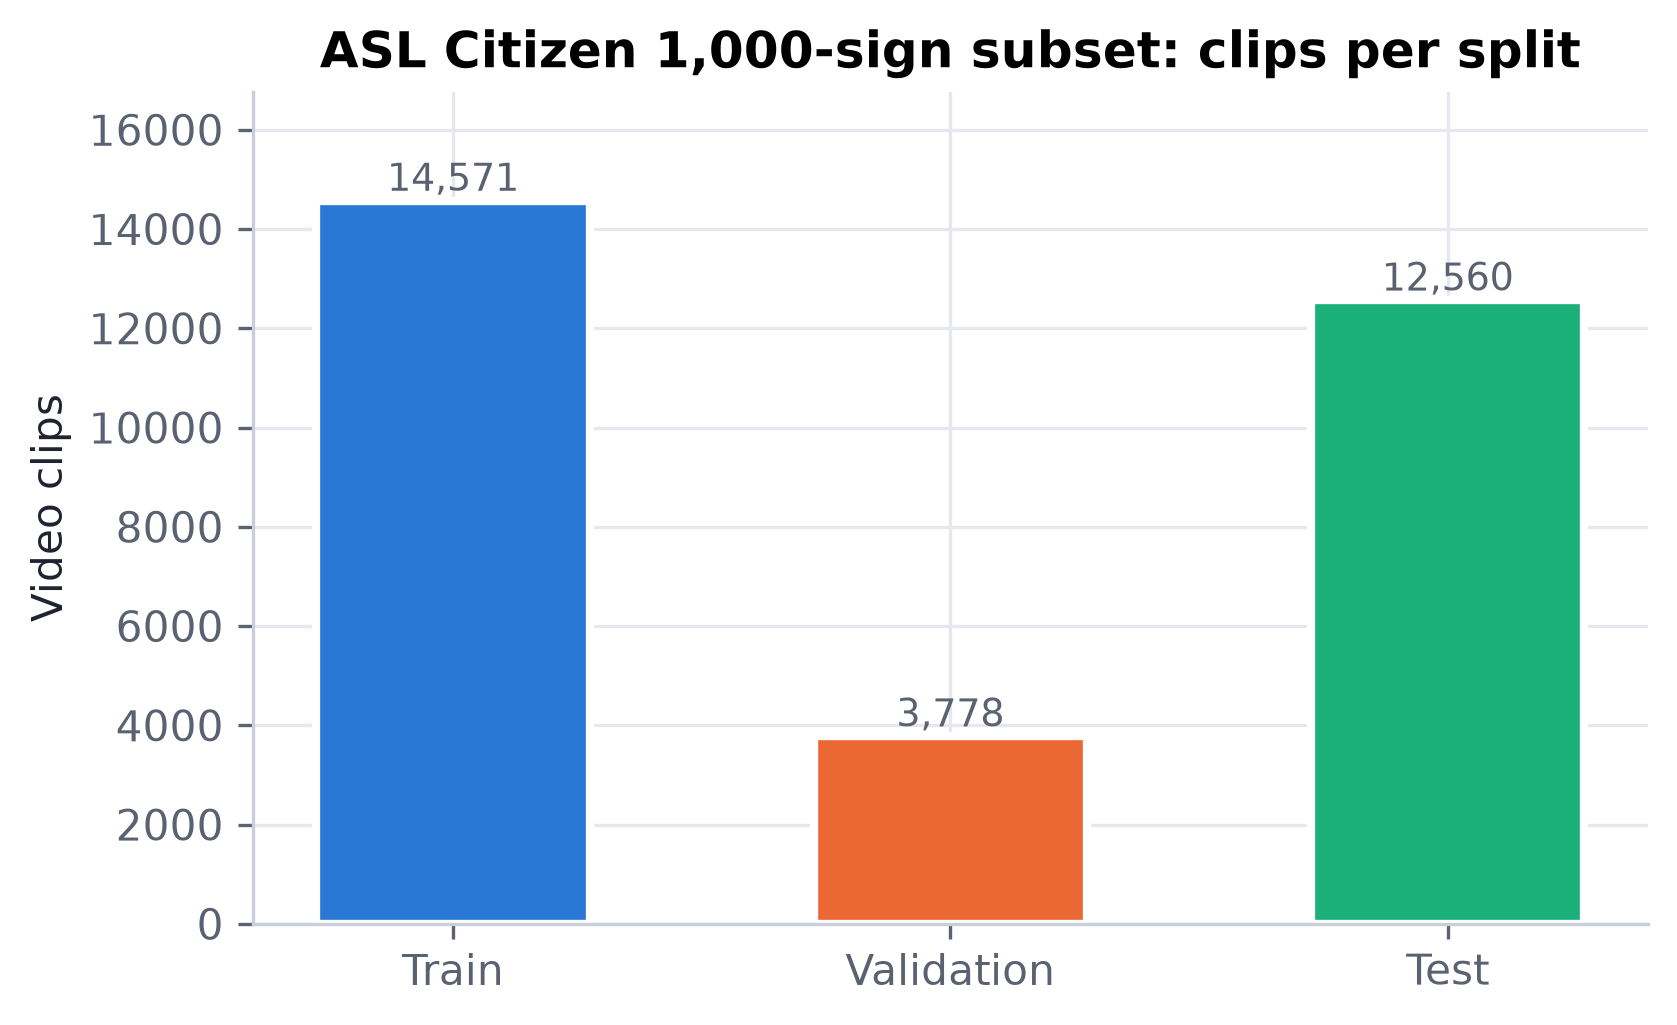 ASL Citizen 1,000-sign subset: clips per split
Video clips
16000
14000
12000
10000
8000
6000
4000
2000
0
14,571
3,778
12,560
Train
Validation
Test